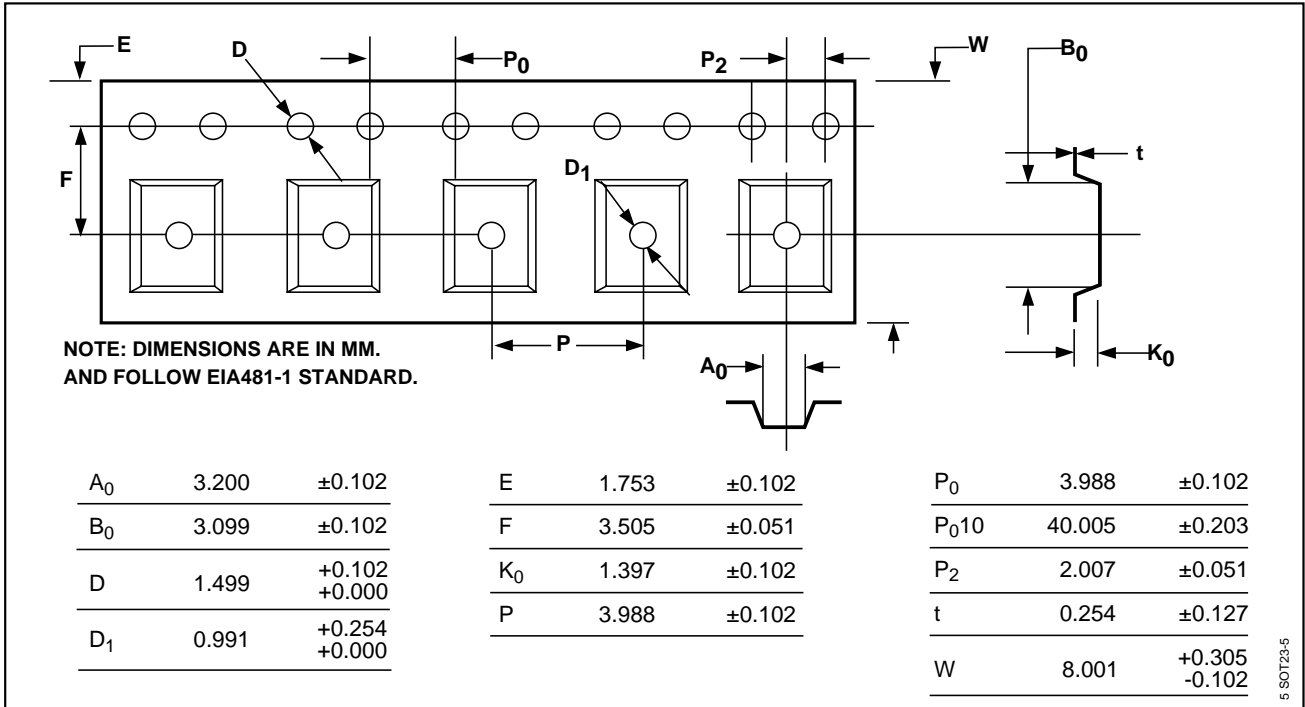 E D P0 P2 W B0
F D1 t
P A0 K0
NOTE: DIMENSIONS ARE IN MM.
AND FOLLOW EIA481-1 STANDARD.
A0 3.200 ±0.102
B0 3.099 ±0.102
D 1.499 +0.102 +0.000
D1 0.991 +0.254 +0.000
E 1.753 ±0.102
F 3.505 ±0.051
K0 1.397 ±0.102
P 3.988 ±0.102
P0 3.988 ±0.102
P010 40.005 ±0.203
P2 2.007 ±0.051
t 0.254 ±0.127
W 8.001 +0.305 -0.102
5 SOT23-5